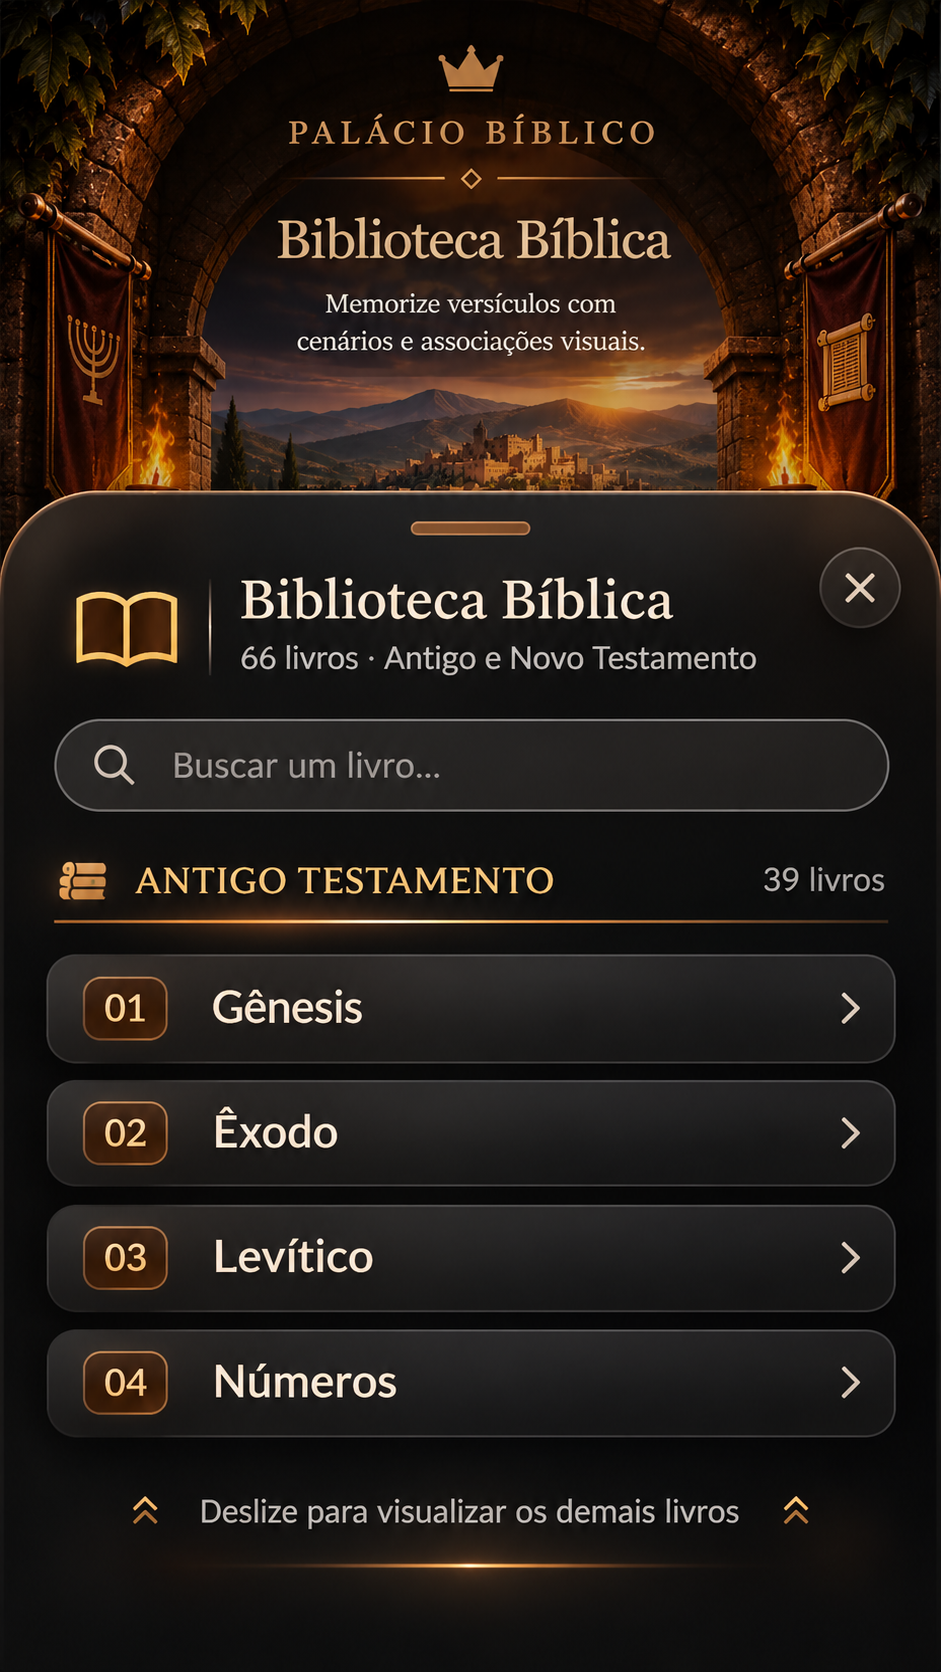 PALÁCIO BÍBLICO
Biblioteca Bíblica
Memorize versículos com
cenários e associações visuais.
Biblioteca Bíblica
66 livros · Antigo e Novo Testamento
Buscar um livro...
ANTIGO TESTAMENTO 39 livros
01 Gênesis
02 Êxodo
03 Levítico
04 Números
Deslize para visualizar os demais livros